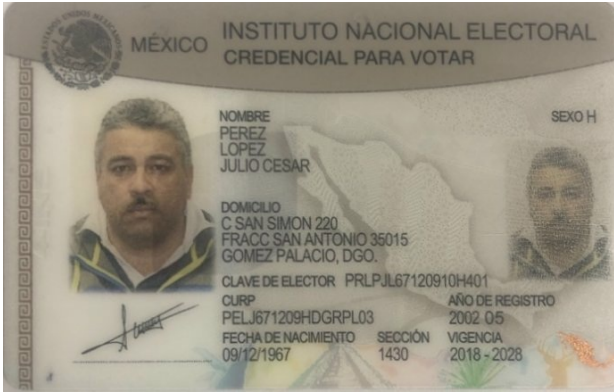 MÉXICO
INSTITUTO NACIONAL ELECTORAL
CREDENCIAL PARA VOTAR
NOMBRE
PEREZ
LOPEZ
JULIO CESAR
SEXO H
DOMICILIO
C SAN SIMON 220
FRACC SAN ANTONIO 35015
GOMEZ PALACIO, DGO.
CLAVE DE ELECTOR PRLPJL67120910H401
CURP
PELJ671209HDGRPL03
AÑO DE REGISTRO
2002 05
FECHA DE NACIMIENTO
09/12/1967
SECCIÓN
1430
VIGENCIA
2018 - 2028